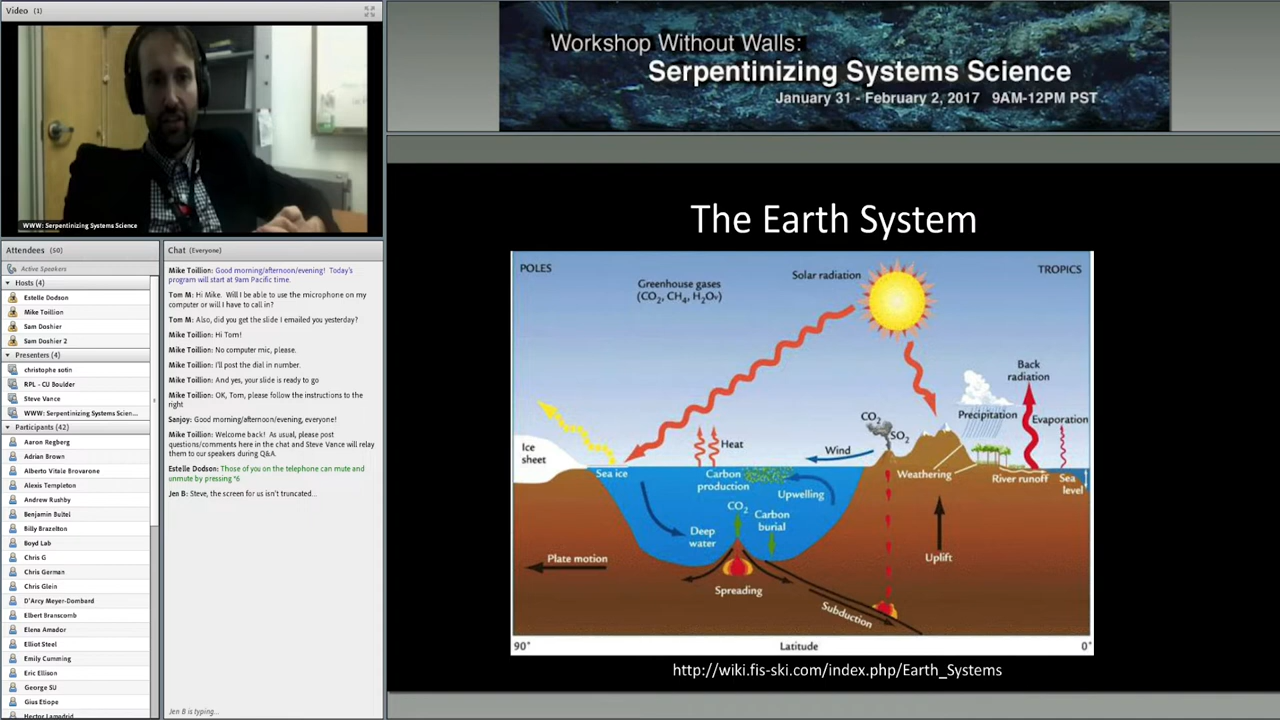 Video (1)
WWW: Serpentinizing Systems Science
Attendees (50)
Active Speakers
Hosts (4)
Estelle Dodson
Mike Toillion
Sam Doshier
Sam Doshier 2
Presenters (4)
christophe sotin
RPL - CU Boulder
Steve Vance
WWW: Serpentinizing Systems Scien...
Participants (42)
Aaron Regberg
Adrian Brown
Alberto Vitale Brovarone
Alexis Templeton
Andrew Rushby
Benjamin Bultel
Billy Brazelton
Boyd Lab
Chris G
Chris German
Chris Glein
D'Arcy Meyer-Dombard
Elbert Branscomb
Elena Amador
Elliot Steel
Emily Cumming
Eric Ellison
George SU
Gius Etiope
Hector Lamadrid
Chat (Everyone)
Mike Toillion: Good morning/afternoon/evening! Today's
program will start at 9am Pacific time.
Tom M: Hi Mike. Will I be able to use the microphone on my
computer or will I have to call in?
Tom M: Also, did you get the slide I emailed you yesterday?
Mike Toillion: Hi Tom!
Mike Toillion: No computer mic, please.
Mike Toillion: I'll post the dial in number.
Mike Toillion: And yes, your slide is ready to go
Mike Toillion: OK, Tom, please follow the instructions to the
right
Sanjoy: Good morning/afternoon/evening, everyone!
Mike Toillion: Welcome back! As usual, please post
questions/comments here in the chat and Steve Vance will relay
them to our speakers during Q&A.
Estelle Dodson: Those of you on the telephone can mute and
unmute by pressing *6
Jen B: Steve, the screen for us isn't truncated...
Jen B is typing...
Workshop Without Walls:
Serpentinizing Systems Science
January 31 - February 2, 2017 9AM-12PM PST
The Earth System
POLES
Solar radiation
TROPICS
Greenhouse gases
(CO₂, CH₄, H₂Oᵥ)
Back
radiation
Precipitation
Evaporation
CO₂
SO₂
Ice
sheet
Heat
Wind
Sea ice
Carbon
production
Upwelling
Weathering
River runoff
Sea
level
CO₂
Carbon
burial
Deep
water
Plate motion
Uplift
Spreading
Subduction
90°
Latitude
0°
http://wiki.fis-ski.com/index.php/Earth_Systems